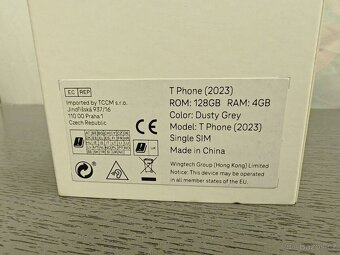 EC REP
Imported by TCCM s.r.o.
Jindřišská 937/16
110 00 Praha 1
Czech Republic
CE
T Phone (2023)
ROM: 128GB RAM: 4GB
Color: Dusty Grey
Model: T Phone (2023)
Single SIM
Made in China
Wingtech Group (Hong Kong) Limited
Notice: This device may be used
in all member states of the EU.